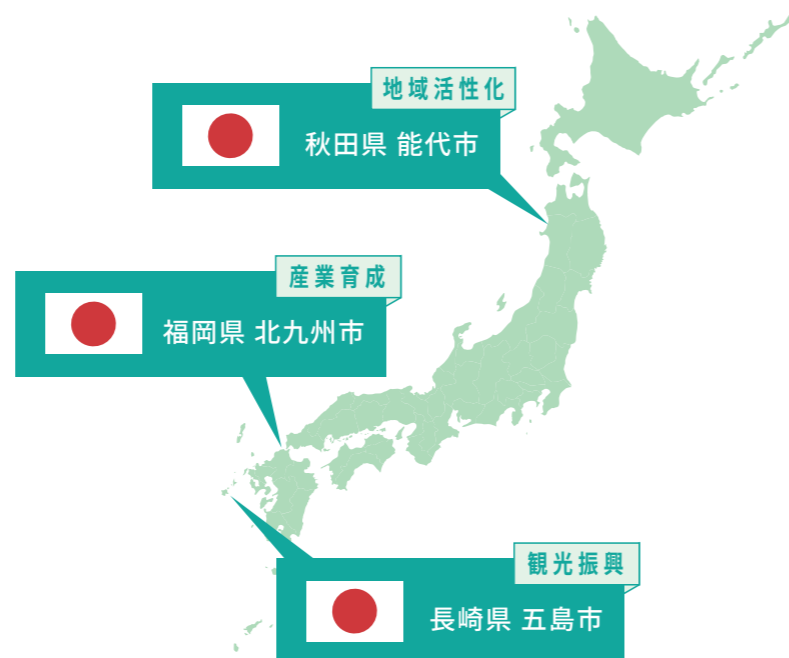 地域活性化
秋田県 能代市
産業育成
福岡県 北九州市
観光振興
長崎県 五島市